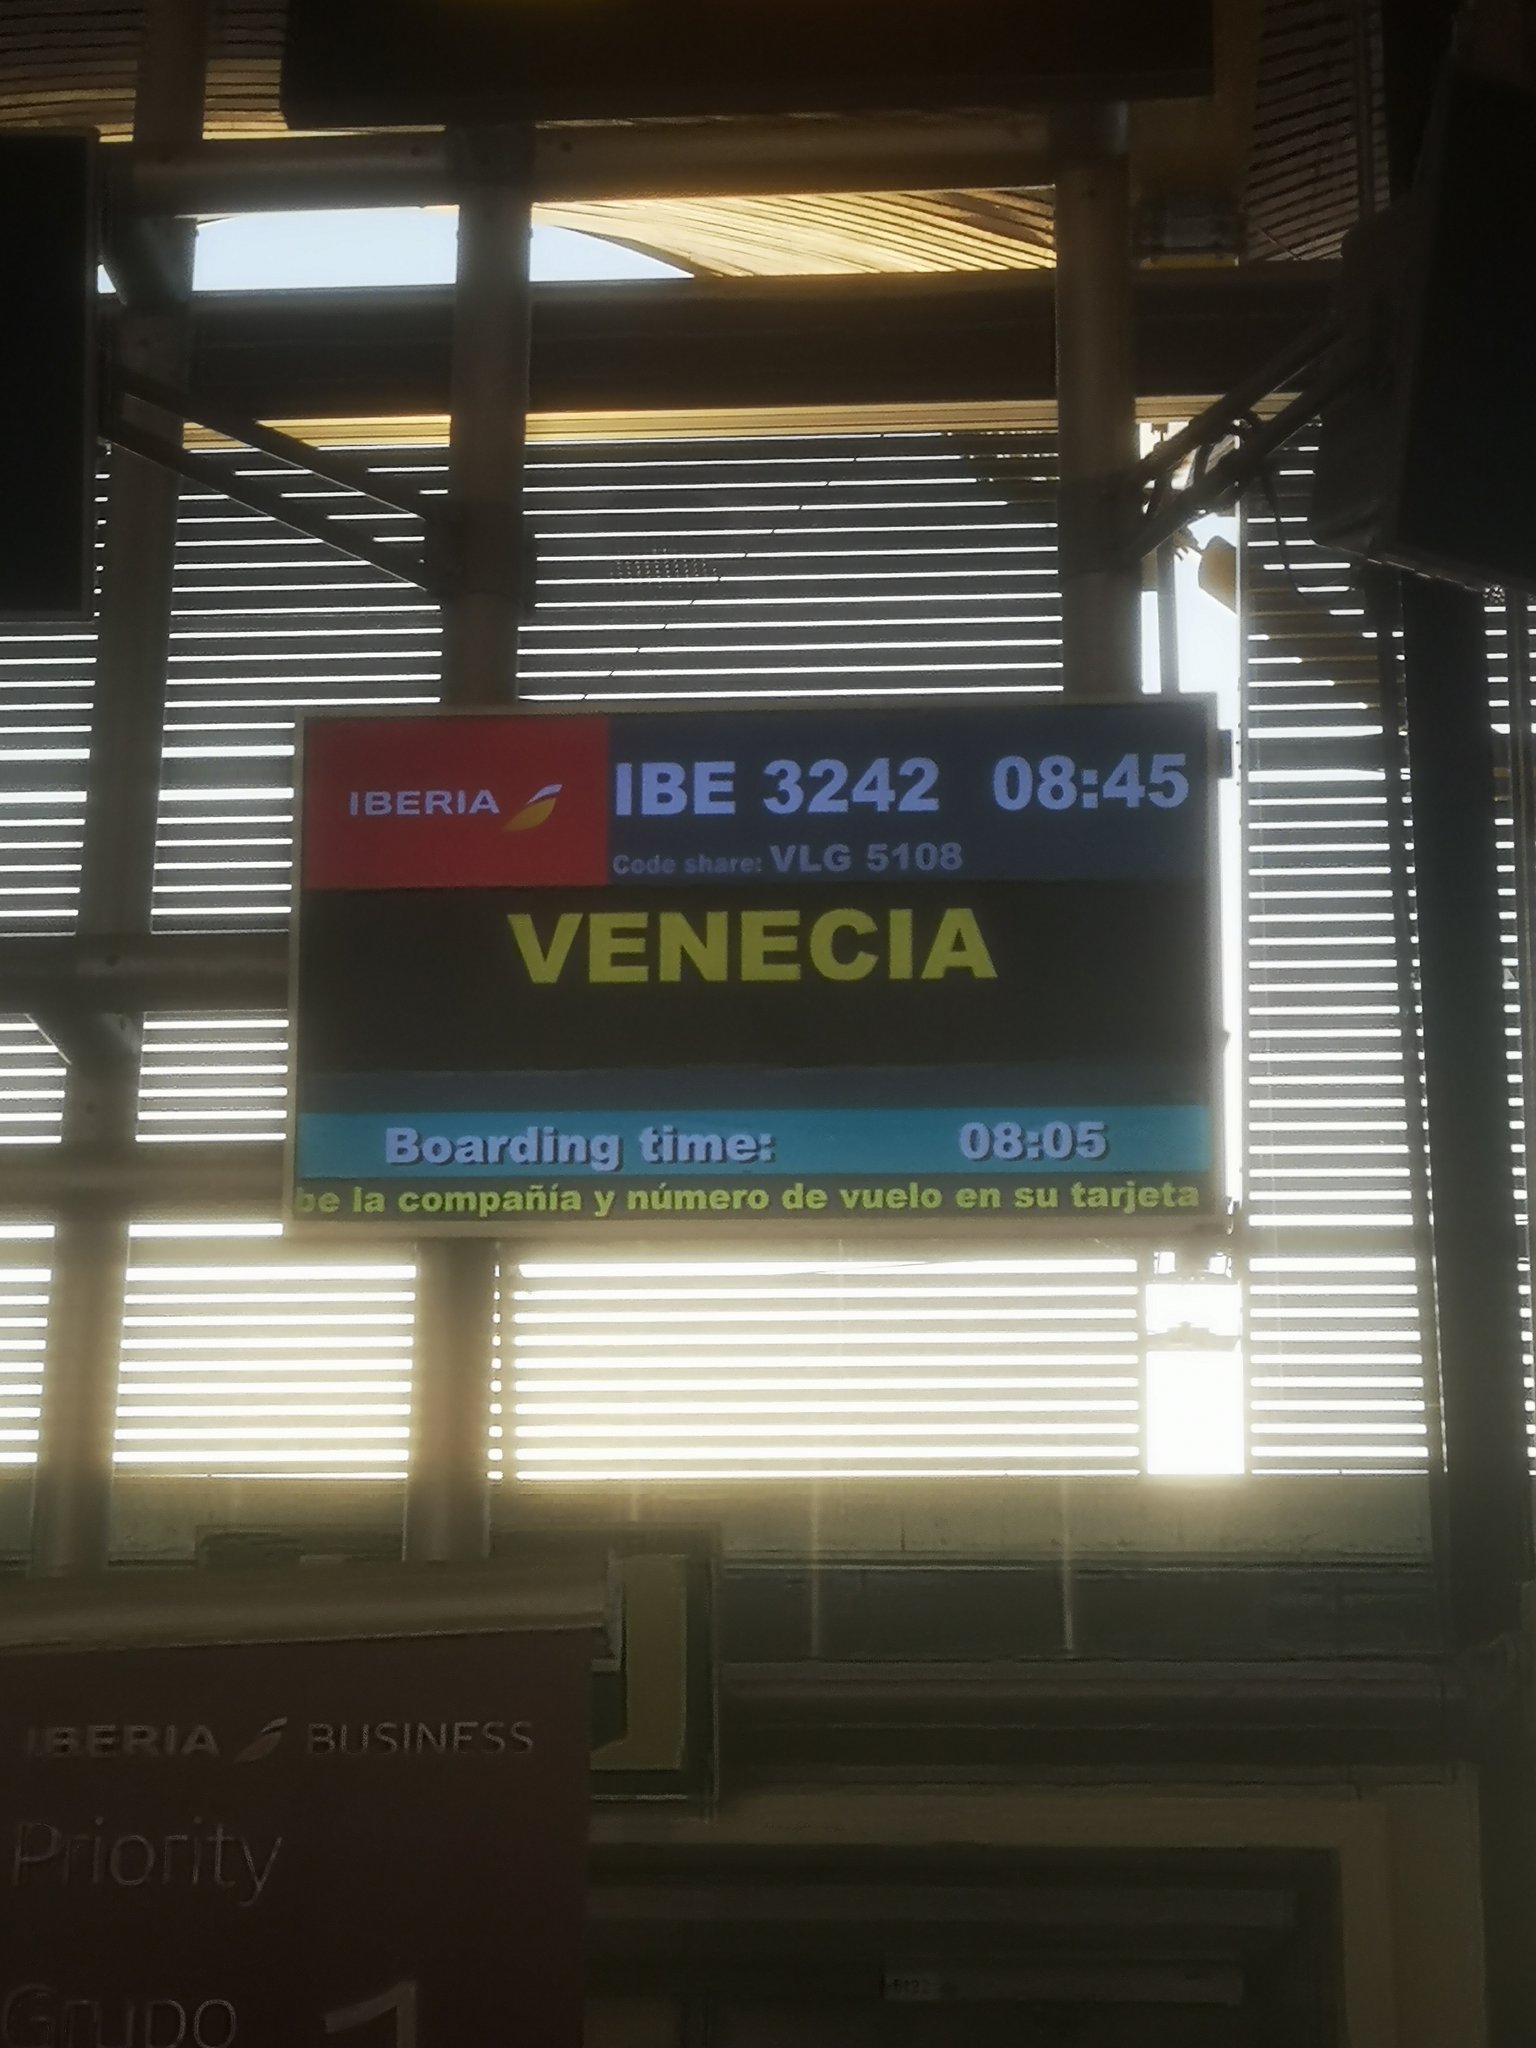 IBERIA
IBE 3242 08:45
Code share: VLG 5108
VENECIA
Boarding time: 08:05
be la compañía y número de vuelo en su tarjeta
IBERIA BUSINESS
Priority
Grupo 1